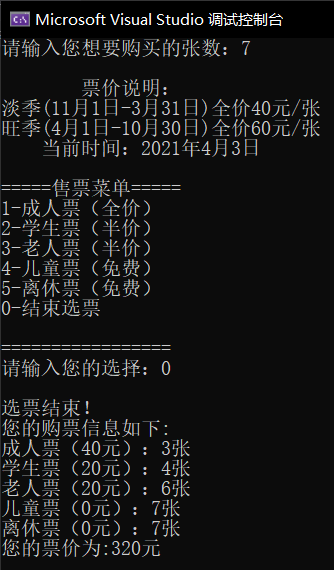 Microsoft Visual Studio 调试控制台
请输入您想要购买的张数：7
票价说明：
淡季(11月1日-3月31日)全价40元/张
旺季(4月1日-10月30日)全价60元/张
当前时间：2021年4月3日
=====售票菜单=====
1-成人票（全价）
2-学生票（半价）
3-老人票（半价）
4-儿童票（免费）
5-离休票（免费）
0-结束选票
=================
请输入您的选择：0
选票结束！
您的购票信息如下:
成人票（40元）：3张
学生票（20元）：4张
老人票（20元）：6张
儿童票（0元）：7张
离休票（0元）：7张
您的票价为:320元